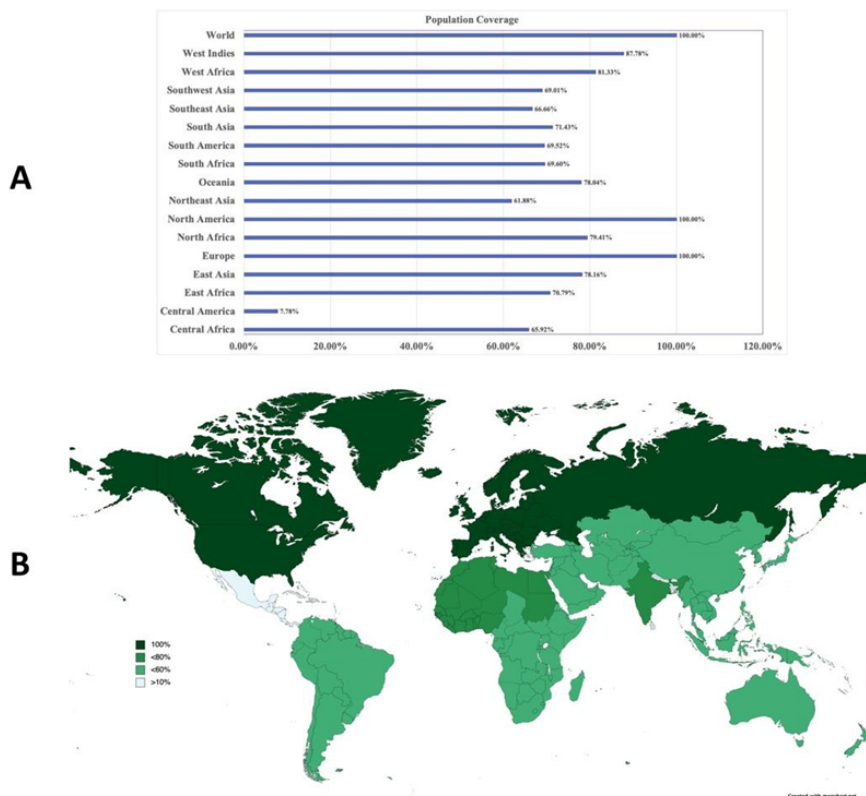 Population Coverage
World 100.00%
West Indies 87.78%
West Africa 81.33%
Southwest Asia 69.01%
Southeast Asia 66.66%
South Asia 71.43%
South America 69.52%
South Africa 69.60%
Oceania 78.04%
Northeast Asia 61.88%
North America 100.00%
North Africa 79.41%
Europe 100.00%
East Asia 78.16%
East Africa 70.79%
Central America 7.78%
Central Africa 65.92%
0.00% 20.00% 40.00% 60.00% 80.00% 100.00% 120.00%
A
B
100%
<80%
<60%
>10%
Created with